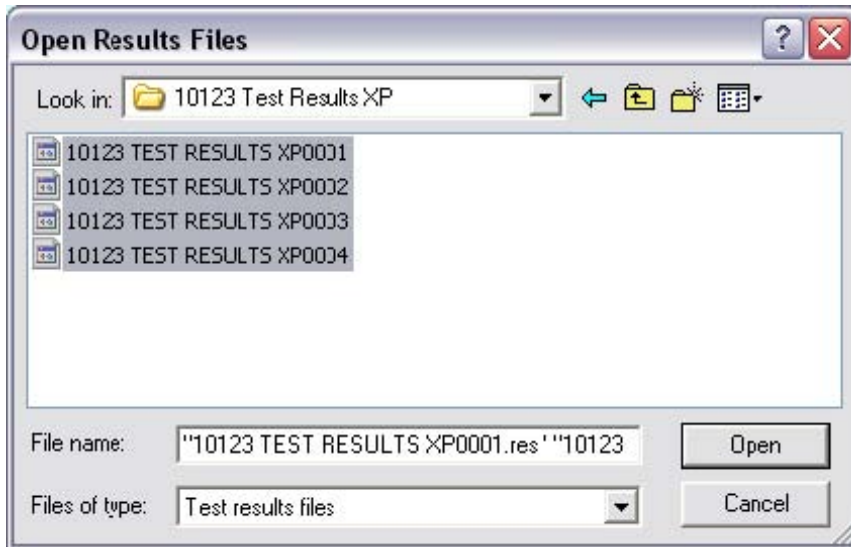 Open Results Files
Look in: 10123 Test Results XP
10123 TEST RESULTS XP0001
10123 TEST RESULTS XP0002
10123 TEST RESULTS XP0003
10123 TEST RESULTS XP0004
File name: "10123 TEST RESULTS XP0001.res" "10123 Open
Files of type: Test results files Cancel